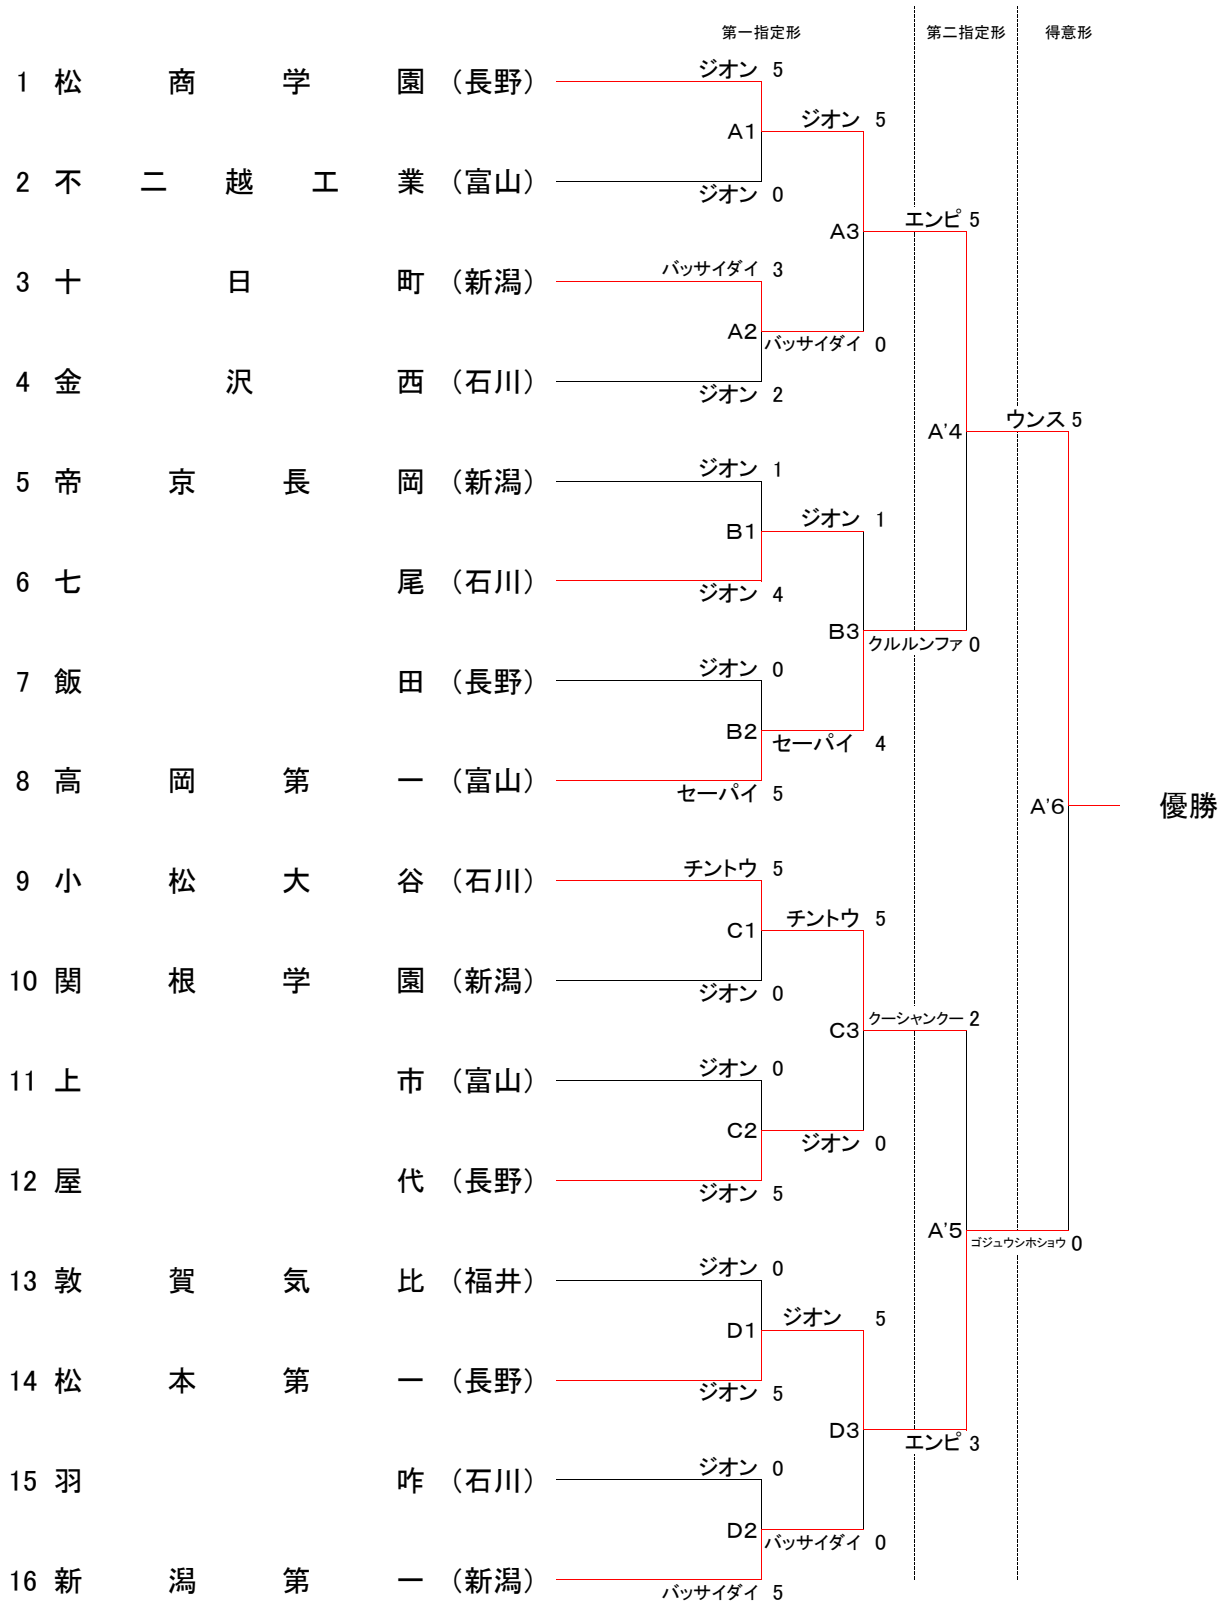 第一指定形 第二指定形 得意形
ジオン 5
1 松商学園 （長野）
ジオン 5
A1
2 不二越工業 （富山）
ジオン 0
エンピ 5
A3
バッサイダイ 3
3 十日町 （新潟）
A2
バッサイダイ 0
4 金沢西 （石川）
ジオン 2
ウンス 5
A'4
ジオン 1
5 帝京長岡 （新潟）
ジオン 1
B1
6 七尾 （石川）
ジオン 4
B3
クルルンファ 0
ジオン 0
7 飯田 （長野）
B2
セーパイ 4
8 高岡第一 （富山）
セーパイ 5
A'6
優勝
チントウ 5
9 小松大谷 （石川）
チントウ 5
C1
10 関根学園 （新潟）
ジオン 0
クーシャンクー 2
C3
ジオン 0
11 上市 （富山）
C2
ジオン 0
12 屋代 （長野）
ジオン 5
A'5
ゴジュウシホショウ 0
ジオン 0
13 敦賀気比 （福井）
ジオン 5
D1
14 松本第一 （長野）
ジオン 5
D3
エンピ 3
ジオン 0
15 羽咋 （石川）
D2
バッサイダイ 0
16 新潟第一 （新潟）
バッサイダイ 5